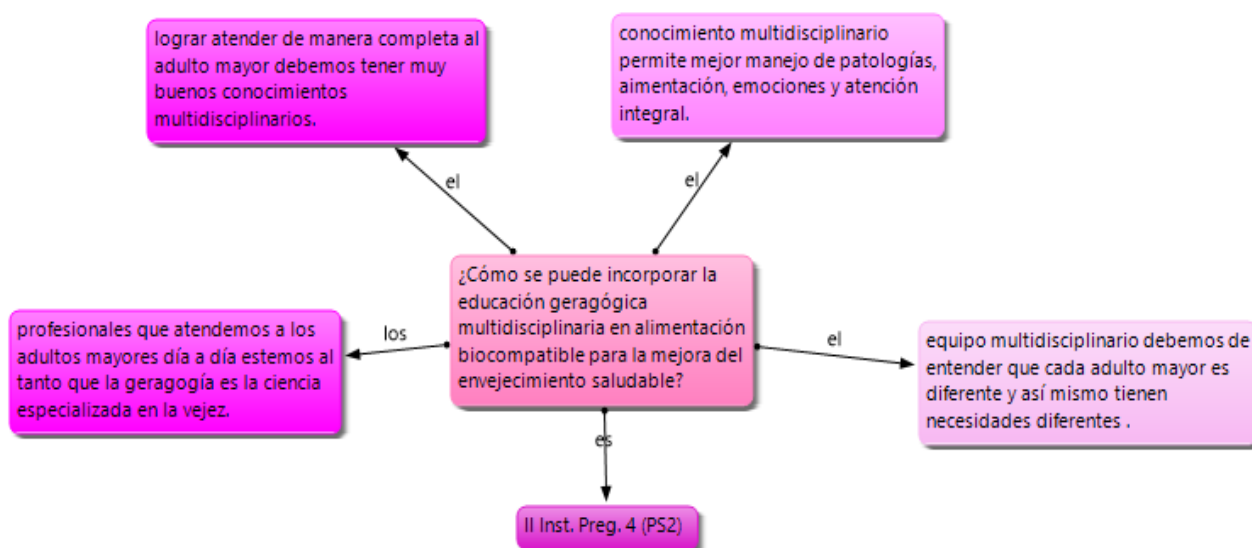 lograr atender de manera completa al
adulto mayor debemos tener muy
buenos conocimientos
multidisciplinarios.
conocimiento multidisciplinario
permite mejor manejo de patologías,
aimentación, emociones y atención
integral.
el
el
¿Cómo se puede incorporar la
educación geragógica
multidisciplinaria en alimentación
biocompatible para la mejora del
envejecimiento saludable?
profesionales que atendemos a los
adultos mayores día a día estemos al
tanto que la geragogía es la ciencia
especializada en la vejez.
los
el
equipo multidisciplinario debemos de
entender que cada adulto mayor es
diferente y así mismo tienen
necesidades diferentes .
es
II Inst. Preg. 4 (PS2)